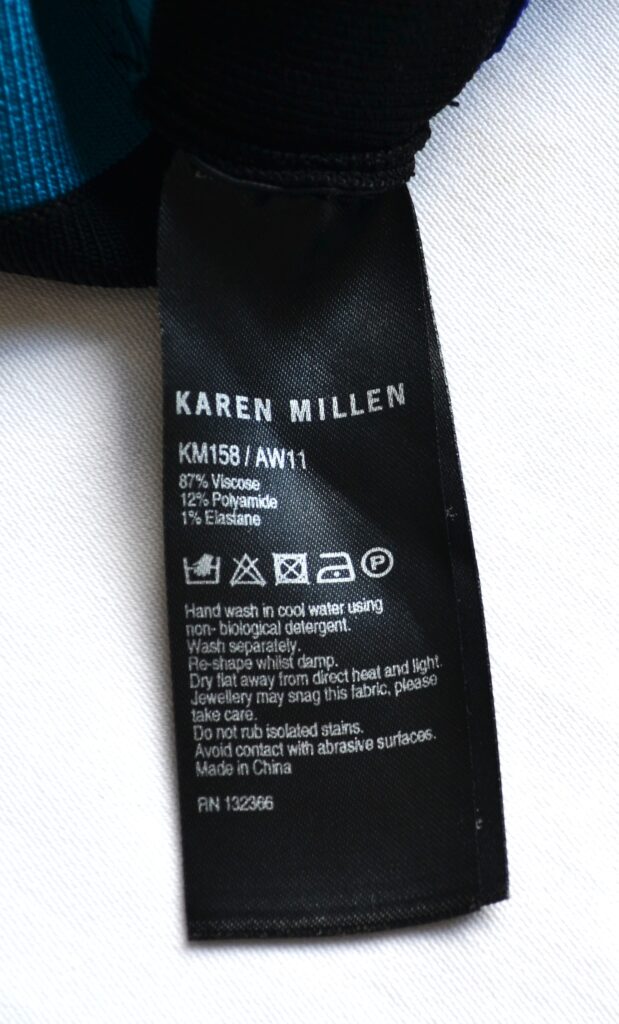 KAREN MILLEN
KM158 / AW11
87% Viscose
12% Polyamide
1% Elastane
P
Hand wash in cool water using
non- biological detergent.
Wash separately.
Re-shape whilst damp.
Dry flat away from direct heat and light.
Jewellery may snag this fabric, please
take care.
Do not rub isolated stains.
Avoid contact with abrasive surfaces.
Made in China
RN 132366